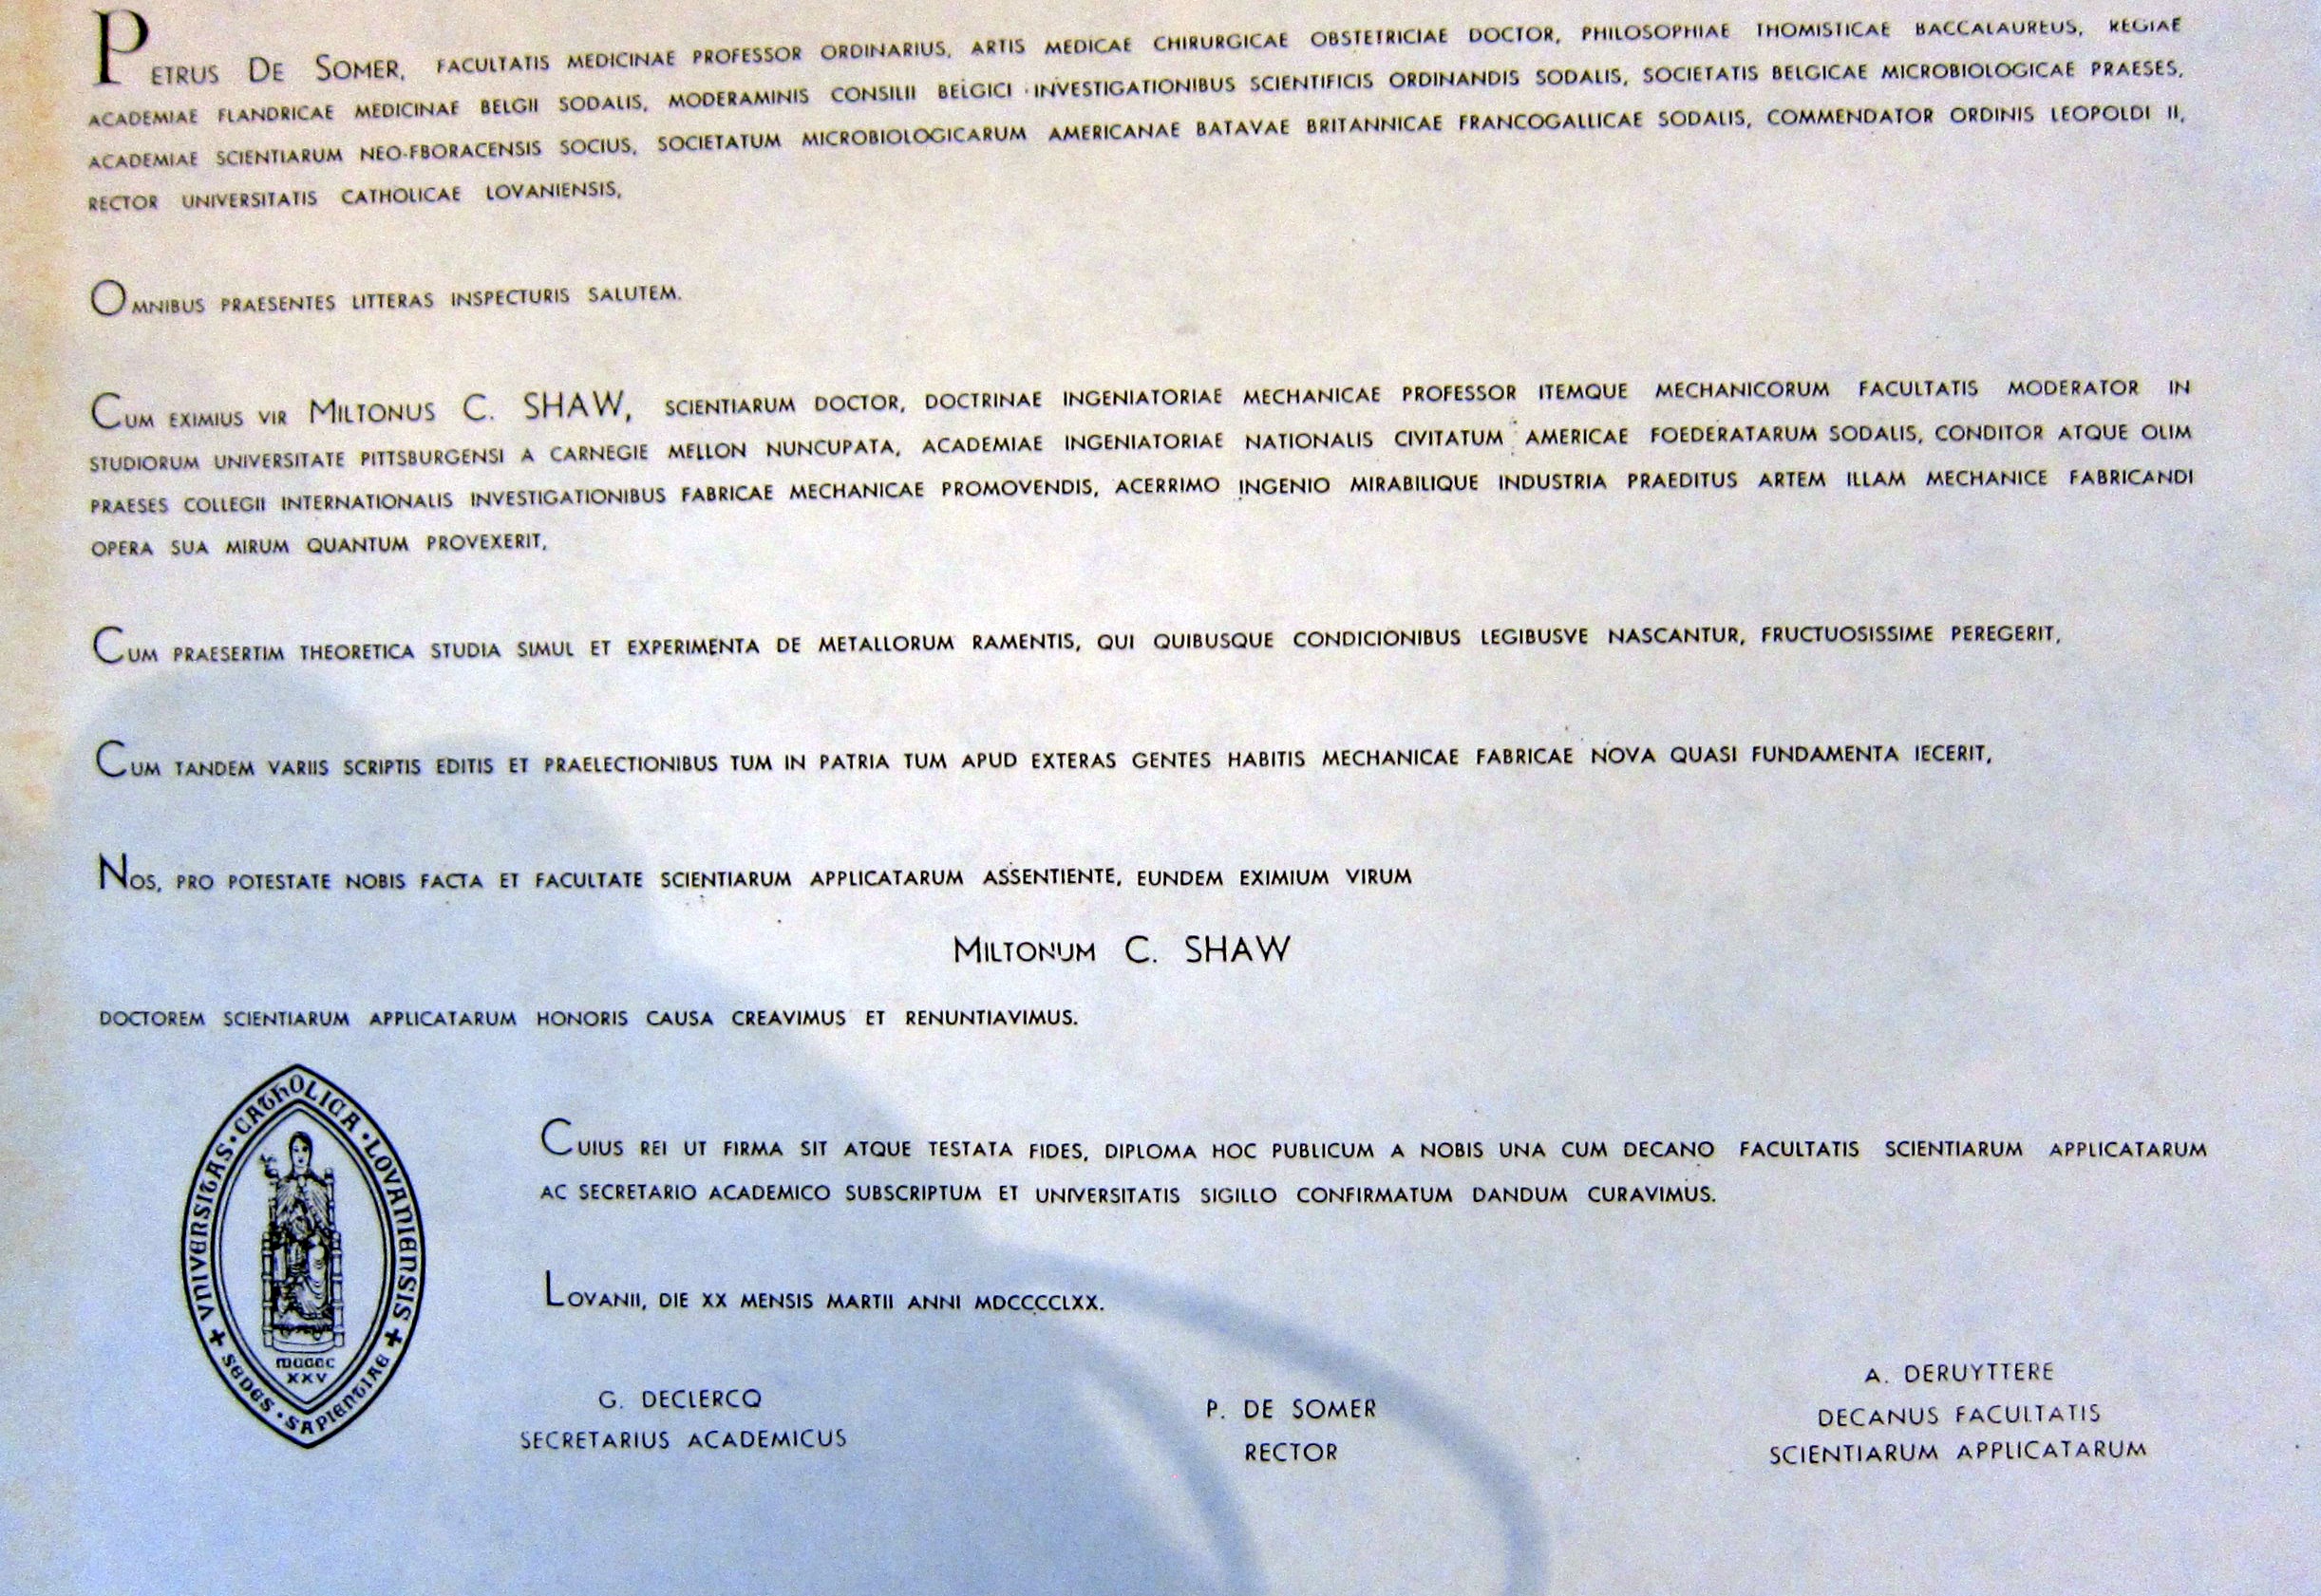 PETRUS DE SOMER, FACULTATIS MEDICINAE PROFESSOR ORDINARIUS, ARTIS MEDICAE CHIRURGICAE OBSTETRICIAE DOCTOR, PHILOSOPHIAE THOMISTICAE BACCALAUREUS, REGIAE
ACADEMIAE FLANDRICAE MEDICINAE BELGII SODALIS, MODERAMINIS CONSILII BELGICI INVESTIGATIONIBUS SCIENTIFICIS ORDINANDIS SODALIS, SOCIETATIS BELGICAE MICROBIOLOGICAE PRAESES,
ACADEMIAE SCIENTIARUM NEO-FBORACENSIS SOCIUS, SOCIETATUM MICROBIOLOGICARUM AMERICANAE BATAVAE BRITANNICAE FRANCOGALLICAE SODALIS, COMMENDATOR ORDINIS LEOPOLDI II,
RECTOR UNIVERSITATIS CATHOLICAE LOVANIENSIS,
OMNIBUS PRAESENTES LITTERAS INSPECTURIS SALUTEM.
CUM EXIMIUS VIR MILTONUS C. SHAW, SCIENTIARUM DOCTOR, DOCTRINAE INGENIATORIAE MECHANICAE PROFESSOR ITEMQUE MECHANICORUM FACULTATIS MODERATOR IN
STUDIORUM UNIVERSITATE PITTSBURGENSI A CARNEGIE MELLON NUNCUPATA, ACADEMIAE INGENIATORIAE NATIONALIS CIVITATUM AMERICAE FOEDERATARUM SODALIS, CONDITOR ATQUE OLIM
PRAESES COLLEGII INTERNATIONALIS INVESTIGATIONIBUS FABRICAE MECHANICAE PROMOVENDIS, ACERRIMO INGENIO MIRABILIQUE INDUSTRIA PRAEDITUS ARTEM ILLAM MECHANICE FABRICANDI
OPERA SUA MIRUM QUANTUM PROVEXERIT,
CUM PRAESERTIM THEORETICA STUDIA SIMUL ET EXPERIMENTA DE METALLORUM RAMENTIS, QUI QUIBUSQUE CONDICIONIBUS LEGIBUSVE NASCANTUR, FRUCTUOSISSIME PEREGERIT,
CUM TANDEM VARIIS SCRIPTIS EDITIS ET PRAELECTIONIBUS TUM IN PATRIA TUM APUD EXTERAS GENTES HABITIS MECHANICAE FABRICAE NOVA QUASI FUNDAMENTA IECERIT,
NOS, PRO POTESTATE NOBIS FACTA ET FACULTATE SCIENTIARUM APPLICATARUM ASSENTIENTE, EUNDEM EXIMIUM VIRUM
MILTONUM C. SHAW
DOCTOREM SCIENTIARUM APPLICATARUM HONORIS CAUSA CREAVIMUS ET RENUNTIAVIMUS.
VNIVERSITAS · CATHOLICA · LOVANIENSIS + SEDES · SAPIENTIAE +
MCCCC
XXV
CUIUS REI UT FIRMA SIT ATQUE TESTATA FIDES, DIPLOMA HOC PUBLICUM A NOBIS UNA CUM DECANO FACULTATIS SCIENTIARUM APPLICATARUM
AC SECRETARIO ACADEMICO SUBSCRIPTUM ET UNIVERSITATIS SIGILLO CONFIRMATUM DANDUM CURAVIMUS.
LOVANII, DIE XX MENSIS MARTII ANNI MDCCCCLXX.
G. DECLERCQ
SECRETARIUS ACADEMICUS
P. DE SOMER
RECTOR
A. DERUYTTERE
DECANUS FACULTATIS
SCIENTIARUM APPLICATARUM